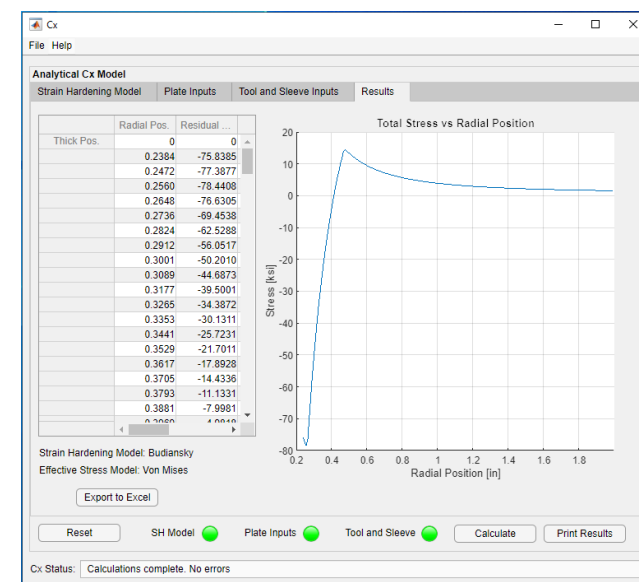 Cx
File Help
Analytical Cx Model
Strain Hardening Model Plate Inputs Tool and Sleeve Inputs Results
Radial Pos. Residual ...
Thick Pos. 0 0
0.2384 -75.8385
0.2472 -77.3877
0.2560 -78.4408
0.2648 -76.6305
0.2736 -69.4538
0.2824 -62.5288
0.2912 -56.0517
0.3001 -50.2010
0.3089 -44.6873
0.3177 -39.5001
0.3265 -34.3872
0.3353 -30.1311
0.3441 -25.7231
0.3529 -21.7011
0.3617 -17.8928
0.3705 -14.4336
0.3793 -11.1331
0.3881 -7.9981
Total Stress vs Radial Position
20
10
0
-10
-20
-30
-40
-50
-60
-70
-80
Stress [ksi]
0.2 0.4 0.6 0.8 1 1.2 1.4 1.6 1.8
Radial Position [in]
Strain Hardening Model: Budiansky
Effective Stress Model: Von Mises
Export to Excel
Reset SH Model Plate Inputs Tool and Sleeve Calculate Print Results
Cx Status: Calculations complete. No errors